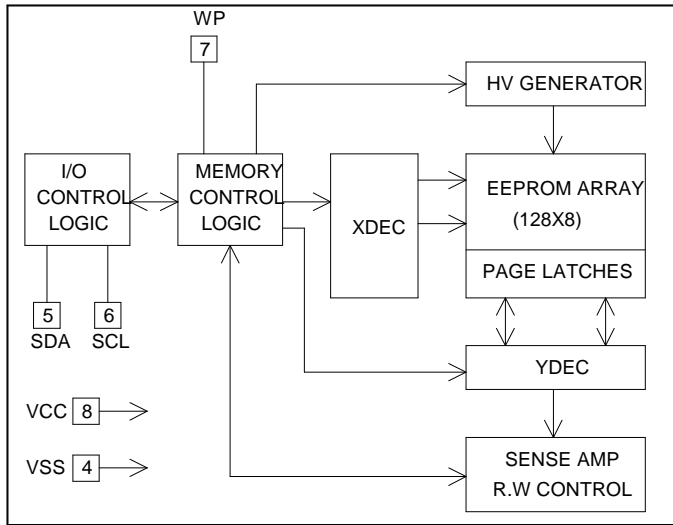 WP
7
HV GENERATOR
I/O
CONTROL
LOGIC
MEMORY
CONTROL
LOGIC
XDEC
EEPROM ARRAY
(128X8)
PAGE LATCHES
5
SDA
6
SCL
YDEC
VCC 8
VSS 4
SENSE AMP
R.W CONTROL